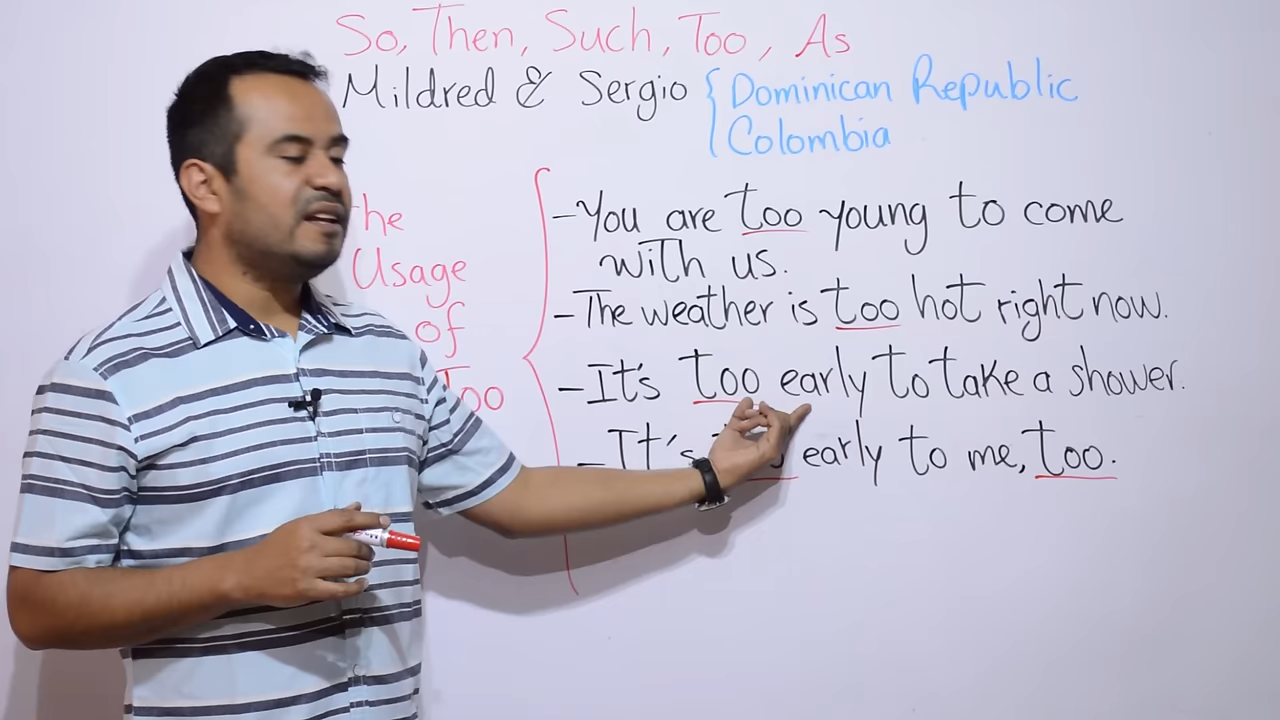 So, Then, Such, Too, As
Mildred & Sergio { Dominican Republic
Colombia
he
Usage
of
Too
- You are too young to come
with us.
- The weather is too hot right now.
- It's too early to take a shower.
- It's early to me, too.